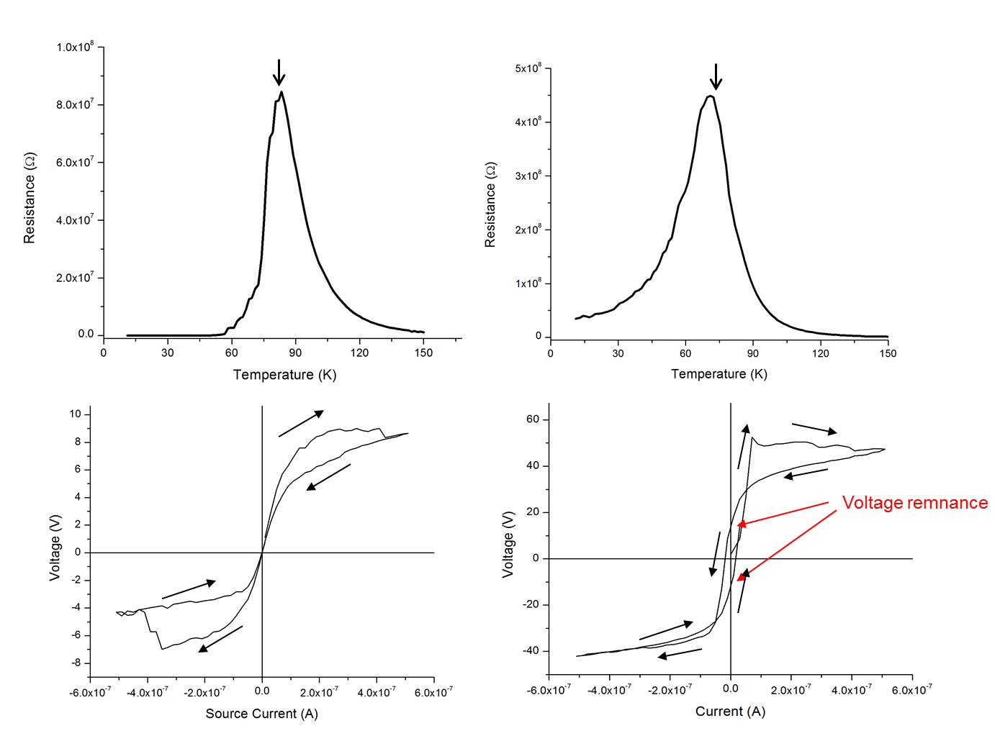 1.0x10⁸
8.0x10⁷
6.0x10⁷
4.0x10⁷
2.0x10⁷
0.0
Resistance (Ω)
0 30 60 90 120 150
Temperature (K)
5x10⁸
4x10⁸
3x10⁸
2x10⁸
1x10⁸
0
Resistance (Ω)
0 30 60 90 120 150
Temperature (K)
10
8
6
4
2
0
-2
-4
-6
-8
Voltage (V)
-6.0x10⁻⁷ -4.0x10⁻⁷ -2.0x10⁻⁷ 0.0 2.0x10⁻⁷ 4.0x10⁻⁷ 6.0x10⁻⁷
Source Current (A)
60
40
20
0
-20
-40
Voltage (V)
Voltage remnance
-6.0x10⁻⁷ -4.0x10⁻⁷ -2.0x10⁻⁷ 0.0 2.0x10⁻⁷ 4.0x10⁻⁷ 6.0x10⁻⁷
Current (A)